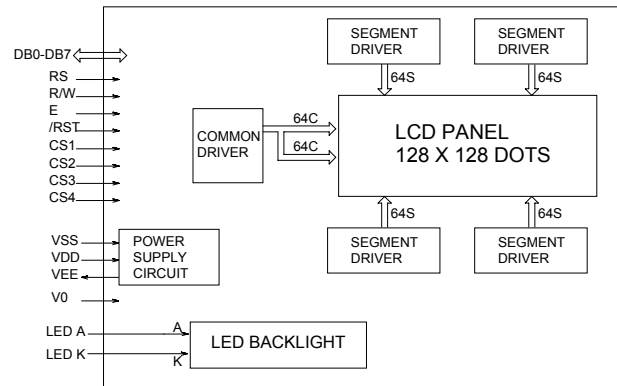 SEGMENT
DRIVER
SEGMENT
DRIVER
DB0-DB7
64S
64S
RS
R/W
E
/RST
CS1
CS2
CS3
CS4
COMMON
DRIVER
64C
64C
LCD PANEL
128 X 128 DOTS
64S
64S
SEGMENT
DRIVER
SEGMENT
DRIVER
VSS
VDD
VEE
V0
POWER
SUPPLY
CIRCUIT
LED A
A
LED K
K
LED BACKLIGHT